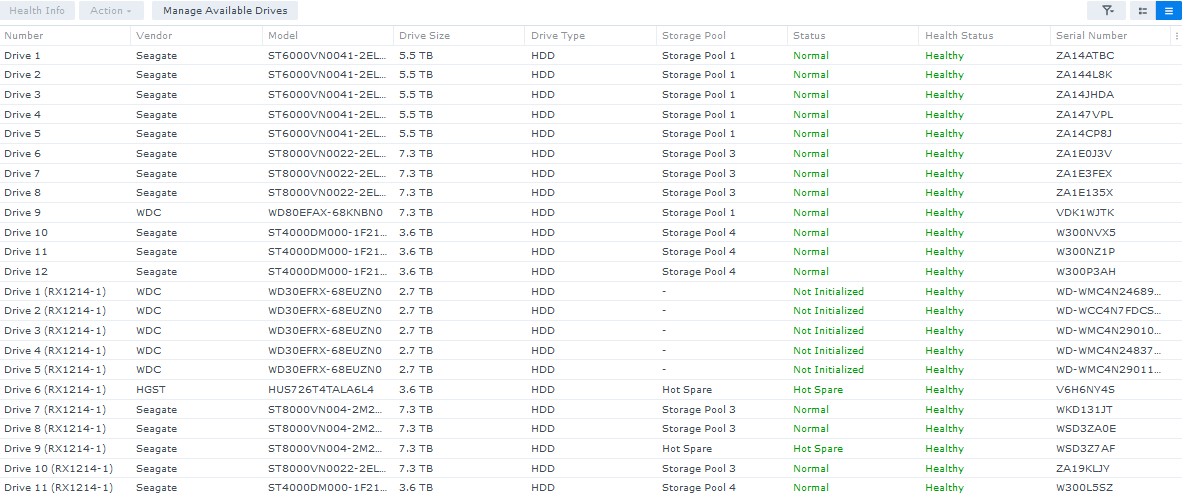 Health Info Action Manage Available Drives
Number Vendor Model Drive Size Drive Type Storage Pool Status Health Status Serial Number
Drive 1 Seagate ST6000VN0041-2EL... 5.5 TB HDD Storage Pool 1 Normal Healthy ZA14ATBC
Drive 2 Seagate ST6000VN0041-2EL... 5.5 TB HDD Storage Pool 1 Normal Healthy ZA144L8K
Drive 3 Seagate ST6000VN0041-2EL... 5.5 TB HDD Storage Pool 1 Normal Healthy ZA14JHDA
Drive 4 Seagate ST6000VN0041-2EL... 5.5 TB HDD Storage Pool 1 Normal Healthy ZA147VPL
Drive 5 Seagate ST6000VN0041-2EL... 5.5 TB HDD Storage Pool 1 Normal Healthy ZA14CP8J
Drive 6 Seagate ST8000VN0022-2EL... 7.3 TB HDD Storage Pool 3 Normal Healthy ZA1E0J3V
Drive 7 Seagate ST8000VN0022-2EL... 7.3 TB HDD Storage Pool 3 Normal Healthy ZA1E3FEX
Drive 8 Seagate ST8000VN0022-2EL... 7.3 TB HDD Storage Pool 3 Normal Healthy ZA1E135X
Drive 9 WDC WD80EFAX-68KNBN0 7.3 TB HDD Storage Pool 1 Normal Healthy VDK1WJTK
Drive 10 Seagate ST4000DM000-1F21... 3.6 TB HDD Storage Pool 4 Normal Healthy W300NVX5
Drive 11 Seagate ST4000DM000-1F21... 3.6 TB HDD Storage Pool 4 Normal Healthy W300NZ1P
Drive 12 Seagate ST4000DM000-1F21... 3.6 TB HDD Storage Pool 4 Normal Healthy W300P3AH
Drive 1 (RX1214-1) WDC WD30EFRX-68EUZN0 2.7 TB HDD - Not Initialized Healthy WD-WMC4N24689...
Drive 2 (RX1214-1) WDC WD30EFRX-68EUZN0 2.7 TB HDD - Not Initialized Healthy WD-WCC4N7FDCS...
Drive 3 (RX1214-1) WDC WD30EFRX-68EUZN0 2.7 TB HDD - Not Initialized Healthy WD-WMC4N29010...
Drive 4 (RX1214-1) WDC WD30EFRX-68EUZN0 2.7 TB HDD - Not Initialized Healthy WD-WMC4N24837...
Drive 5 (RX1214-1) WDC WD30EFRX-68EUZN0 2.7 TB HDD - Not Initialized Healthy WD-WMC4N29011...
Drive 6 (RX1214-1) HGST HUS726T4TALA6L4 3.6 TB HDD Hot Spare Hot Spare Healthy V6H6NY4S
Drive 7 (RX1214-1) Seagate ST8000VN004-2M2... 7.3 TB HDD Storage Pool 3 Normal Healthy WKD131JT
Drive 8 (RX1214-1) Seagate ST8000VN004-2M2... 7.3 TB HDD Storage Pool 3 Normal Healthy WSD3ZA0E
Drive 9 (RX1214-1) Seagate ST8000VN004-2M2... 7.3 TB HDD Hot Spare Hot Spare Healthy WSD3Z7AF
Drive 10 (RX1214-1) Seagate ST8000VN0022-2EL... 7.3 TB HDD Storage Pool 3 Normal Healthy ZA19KLJY
Drive 11 (RX1214-1) Seagate ST4000DM000-1F21... 3.6 TB HDD Storage Pool 4 Normal Healthy W300L5SZ